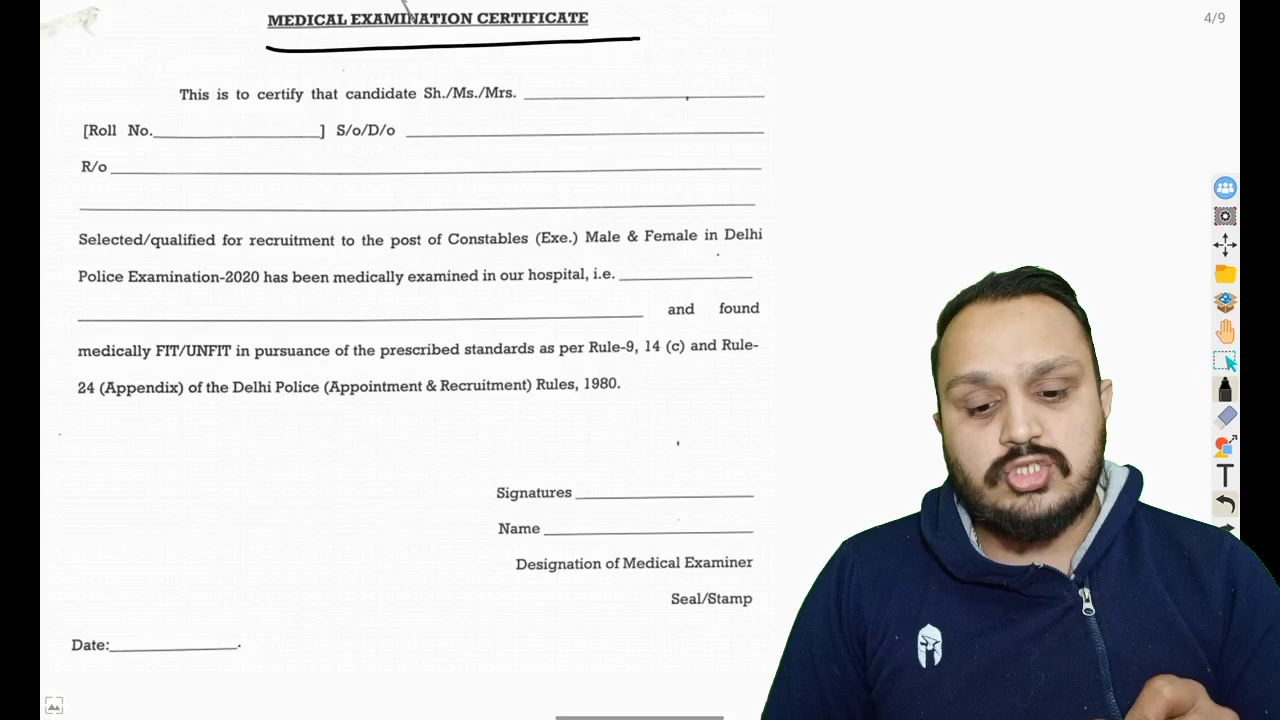 MEDICAL EXAMINATION CERTIFICATE
4/9
This is to certify that candidate Sh./Ms./Mrs.
[Roll No.____________] S/o/D/o
R/o
Selected/qualified for recruitment to the post of Constables (Exe.) Male & Female in Delhi
Police Examination-2020 has been medically examined in our hospital, i.e.
and found
medically FIT/UNFIT in pursuance of the prescribed standards as per Rule-9, 14 (c) and Rule-
24 (Appendix) of the Delhi Police (Appointment & Recruitment) Rules, 1980.
Signatures
Name
Designation of Medical Examiner
Seal/Stamp
Date:____________.
T